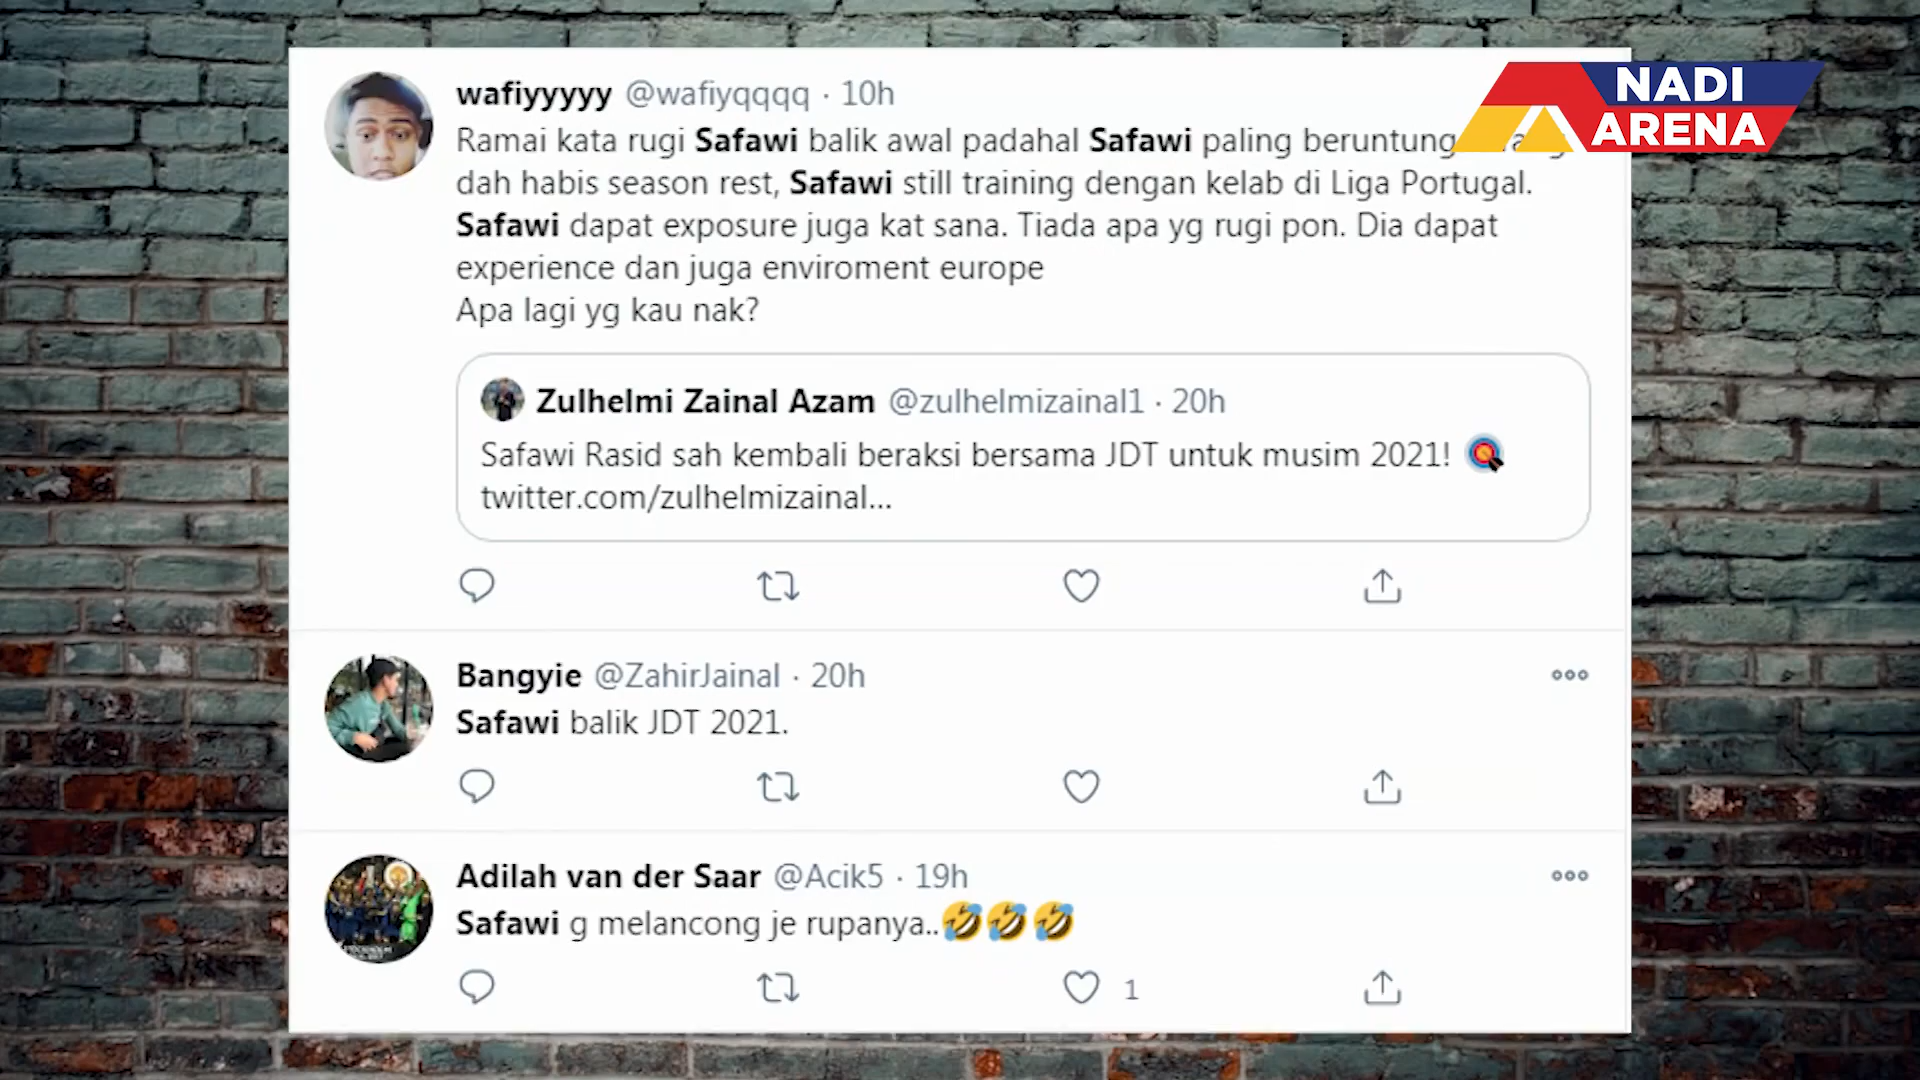 wafiyyyyy @wafiyqqqq · 10h
Ramai kata rugi Safawi balik awal padahal Safawi paling beruntung
dah habis season rest, Safawi still training dengan kelab di Liga Portugal.
Safawi dapat exposure juga kat sana. Tiada apa yg rugi pon. Dia dapat
experience dan juga enviroment europe
Apa lagi yg kau nak?
Zulhelmi Zainal Azam @zulhelmizainal1 · 20h
Safawi Rasid sah kembali beraksi bersama JDT untuk musim 2021! 🎯
twitter.com/zulhelmizainal...
Bangyie @ZahirJainal · 20h
Safawi balik JDT 2021.
Adilah van der Saar @Acik5 · 19h
Safawi g melancong je rupanya..🤣🤣🤣
1
NADI
ARENA